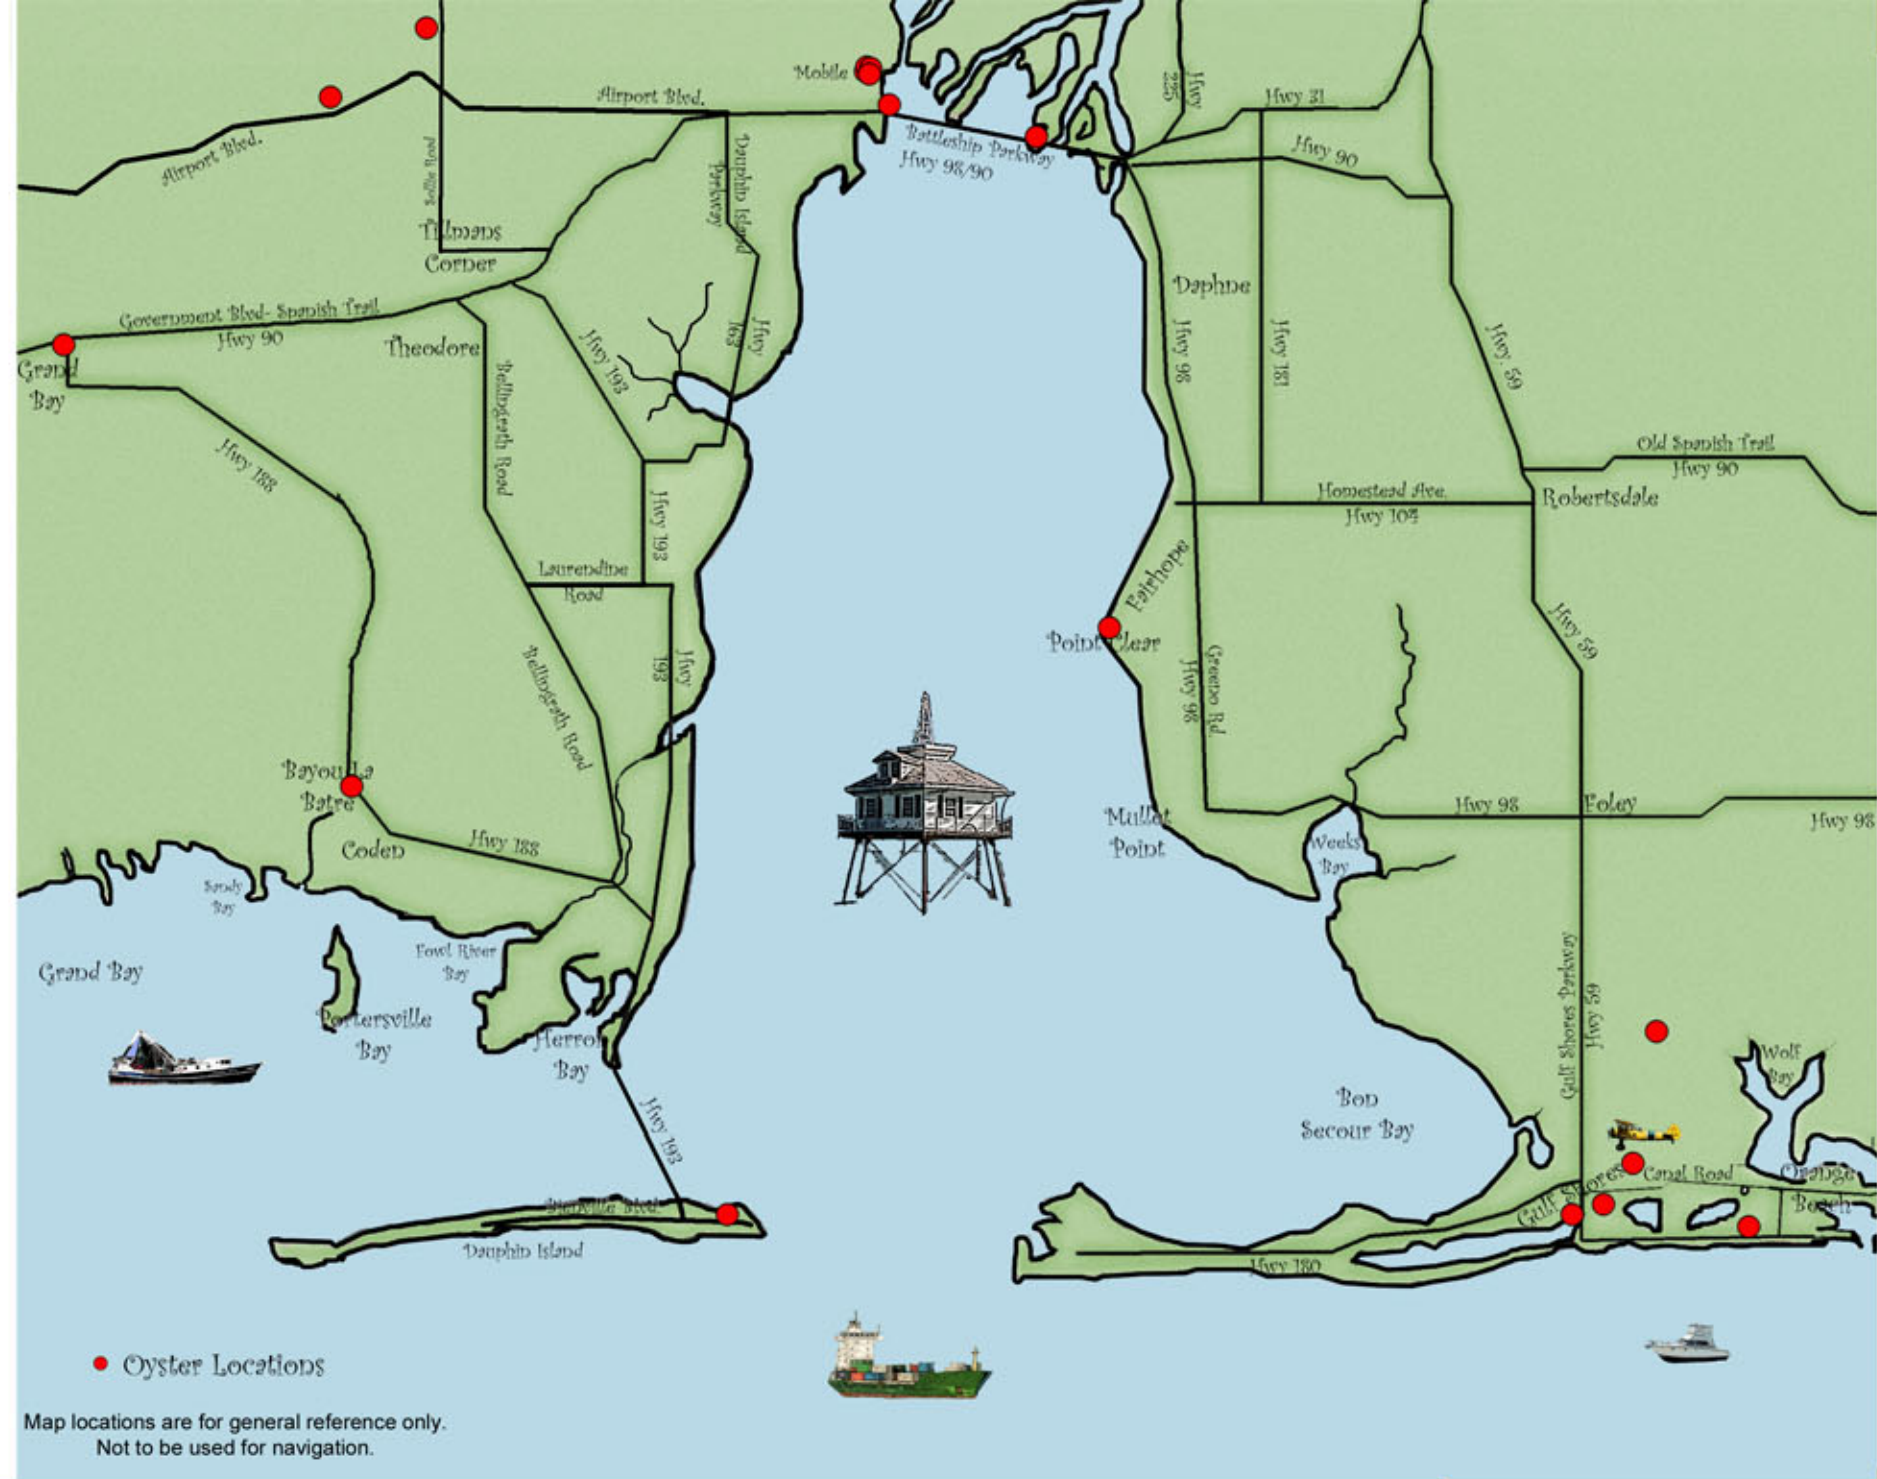 Mobile
Airport Blvd.
Airport Blvd.
Battleship Parkway
Hwy 98/90
Hwy
225
Hwy 31
Hwy 90
Dauphin Island
Parkway
Tillmans
Corner
Government Blvd- Spanish Trail
Hwy 90
Grand
Bay
Theodore
Hwy 193
Hwy
163
Bellingrath Road
Hwy 188
Daphne
Hwy 98
Hwy 181
Hwy. 59
Old Spanish Trail
Hwy 90
Homestead Ave.
Hwy 104
Robertsdale
Hwy 193
Laurendine
Road
Fairhope
Point Clear
Hwy
193
Bellingrath Road
Greeno Rd.
Hwy 98
Hwy 59
Bayou La
Batre
Coden
Hwy 188
Mullet
Point
Weeks
Bay
Hwy 98
Foley
Hwy 98
Sandy
Bay
Fowl River
Bay
Grand Bay
Portersville
Bay
Herron
Bay
Hwy 193
Gulf Shores Parkway
Hwy 59
Wolf
Bay
Bon
Secour Bay
Canal Road
Gulf Shores
Orange
Beach
Bienville Blvd.
Dauphin Island
Hwy 180
Oyster Locations
Map locations are for general reference only.
Not to be used for navigation.